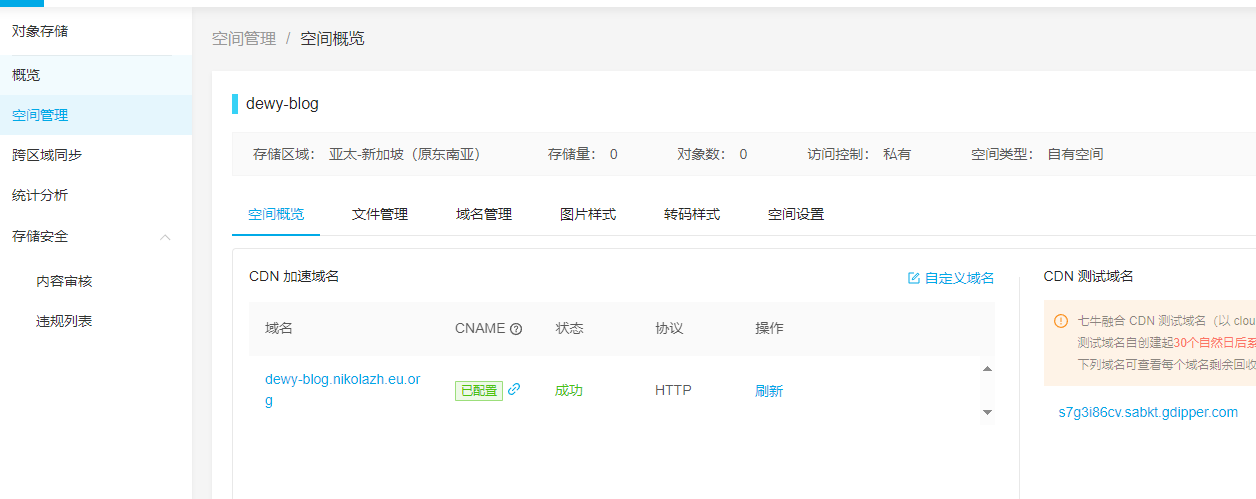 对象存储
概览
空间管理
跨区域同步
统计分析
存储安全
内容审核
违规列表
空间管理 / 空间概览
dewy-blog
存储区域： 亚太-新加坡（原东南亚） 存储量： 0 对象数： 0 访问控制： 私有 空间类型： 自有空间
空间概览 文件管理 域名管理 图片样式 转码样式 空间设置
CDN 加速域名 自定义域名
域名 CNAME 状态 协议 操作
dewy-blog.nikolazh.eu.or
g
已配置 成功 HTTP 刷新
CDN 测试域名
七牛融合 CDN 测试域名（以 clou
测试域名自创建起30个自然日后系
下列域名可查看每个域名剩余回收
s7g3i86cv.sabkt.gdipper.com